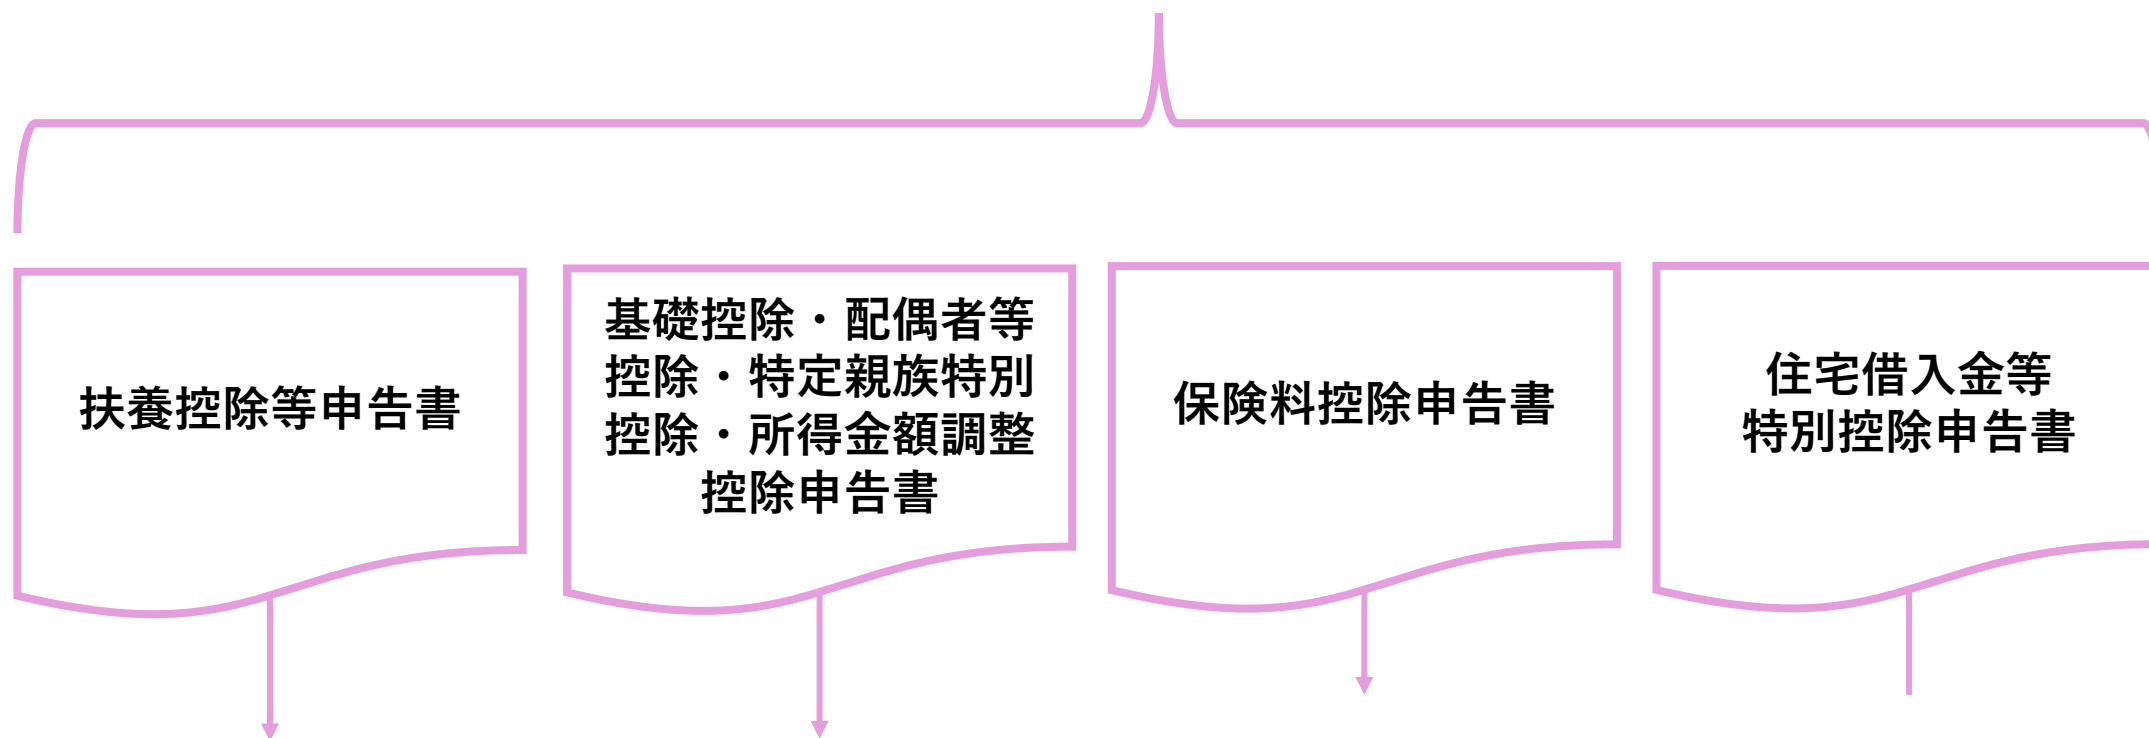 扶養控除等申告書
基礎控除・配偶者等
控除・特定親族特別
控除・所得金額調整
控除申告書
保険料控除申告書
住宅借入金等
特別控除申告書